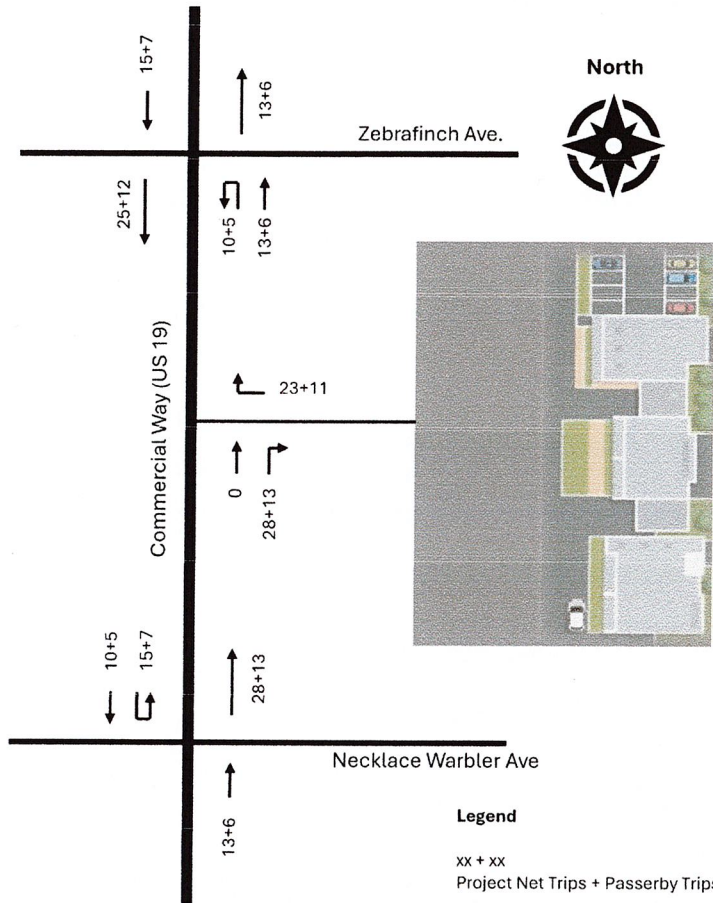 15+7
13+6
North
Zebrafinch Ave.
25+12
10+5
13+6
Commercial Way (US 19)
23+11
0
28+13
10+5
15+7
28+13
Necklace Warbler Ave
13+6
Legend
xx + xx
Project Net Trips + Passerby Trips